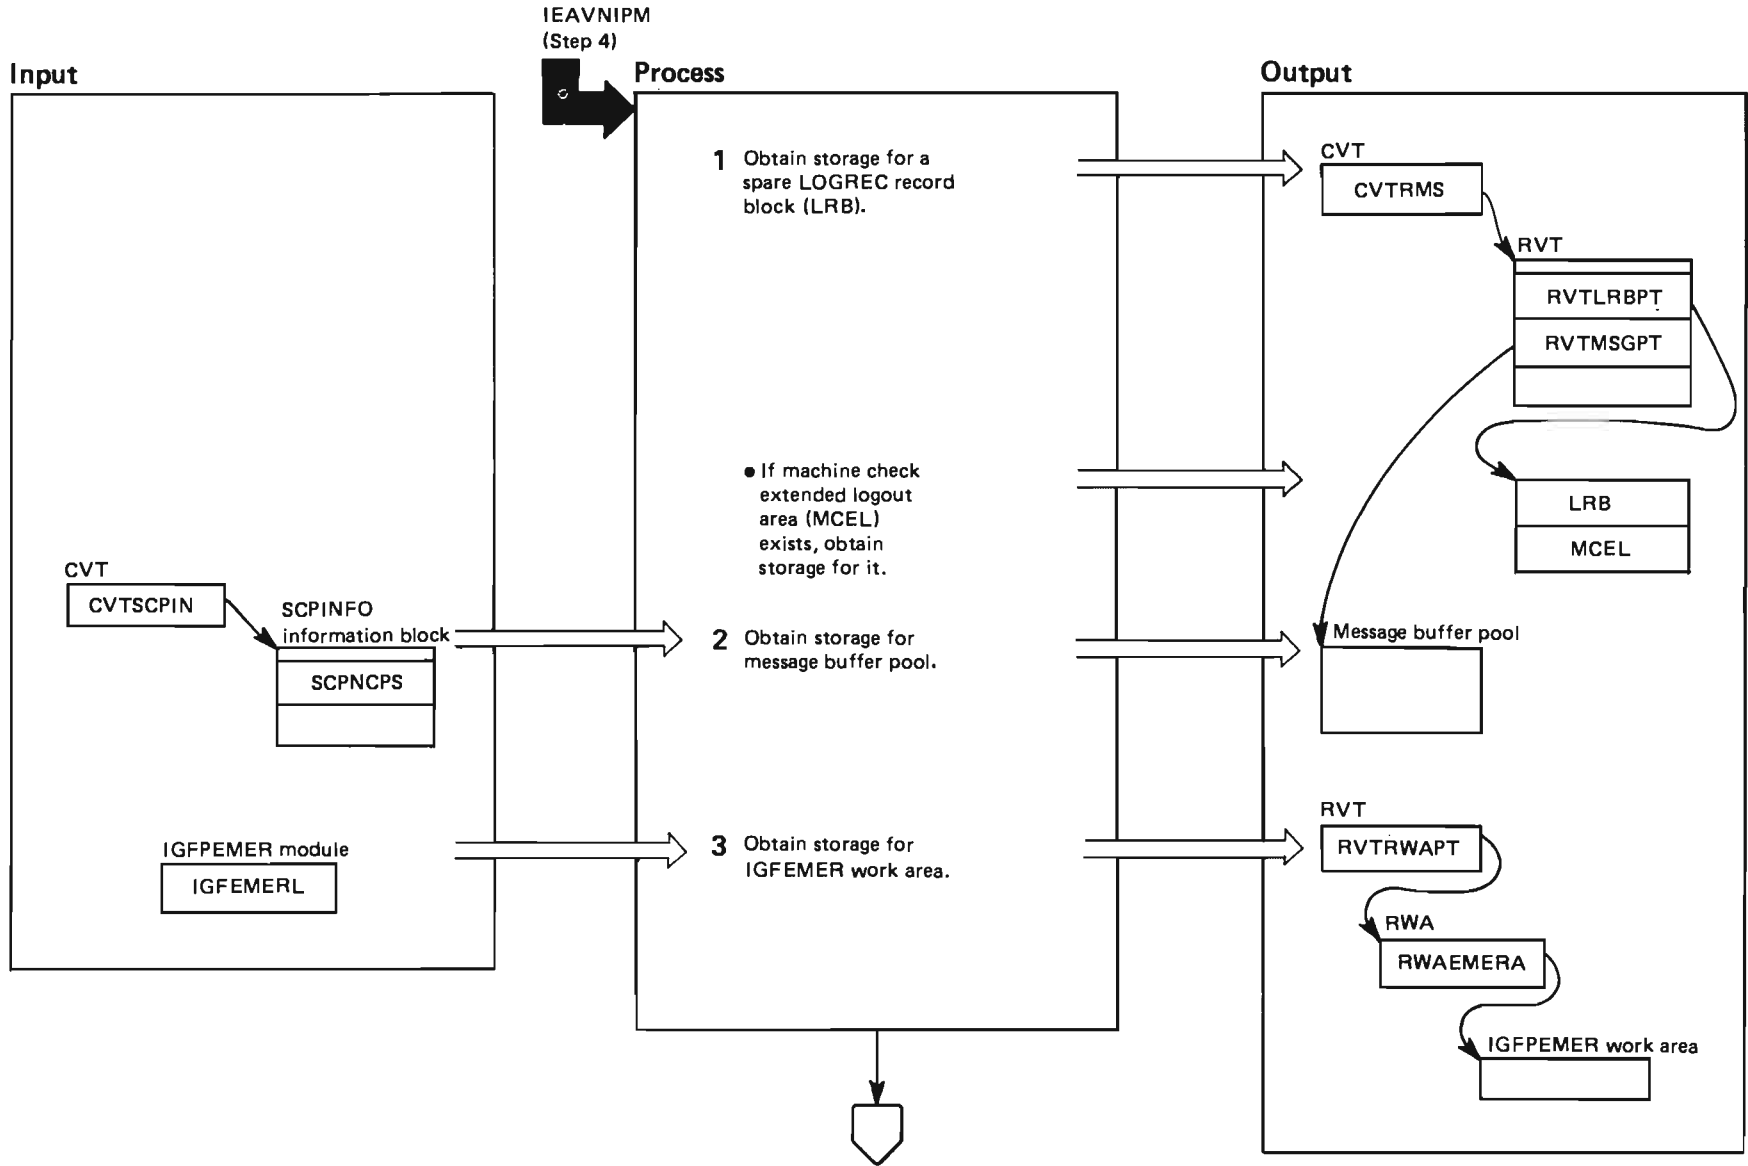 IEAVNIPM
(Step 4)
Input
Process
Output
1 Obtain storage for a
spare LOGREC record
block (LRB).
CVT
CVTRMS
RVT
RVTLRBPT
RVTMSGPT
● If machine check
extended logout
area (MCEL)
exists, obtain
storage for it.
LRB
MCEL
CVT
CVTSCPIN
SCPINFO
information block
SCPNCPS
2 Obtain storage for
message buffer pool.
Message buffer pool
IGFPEMER module
IGFEMERL
3 Obtain storage for
IGFEMER work area.
RVT
RVTRWAPT
RWA
RWAEMERA
IGFPEMER work area